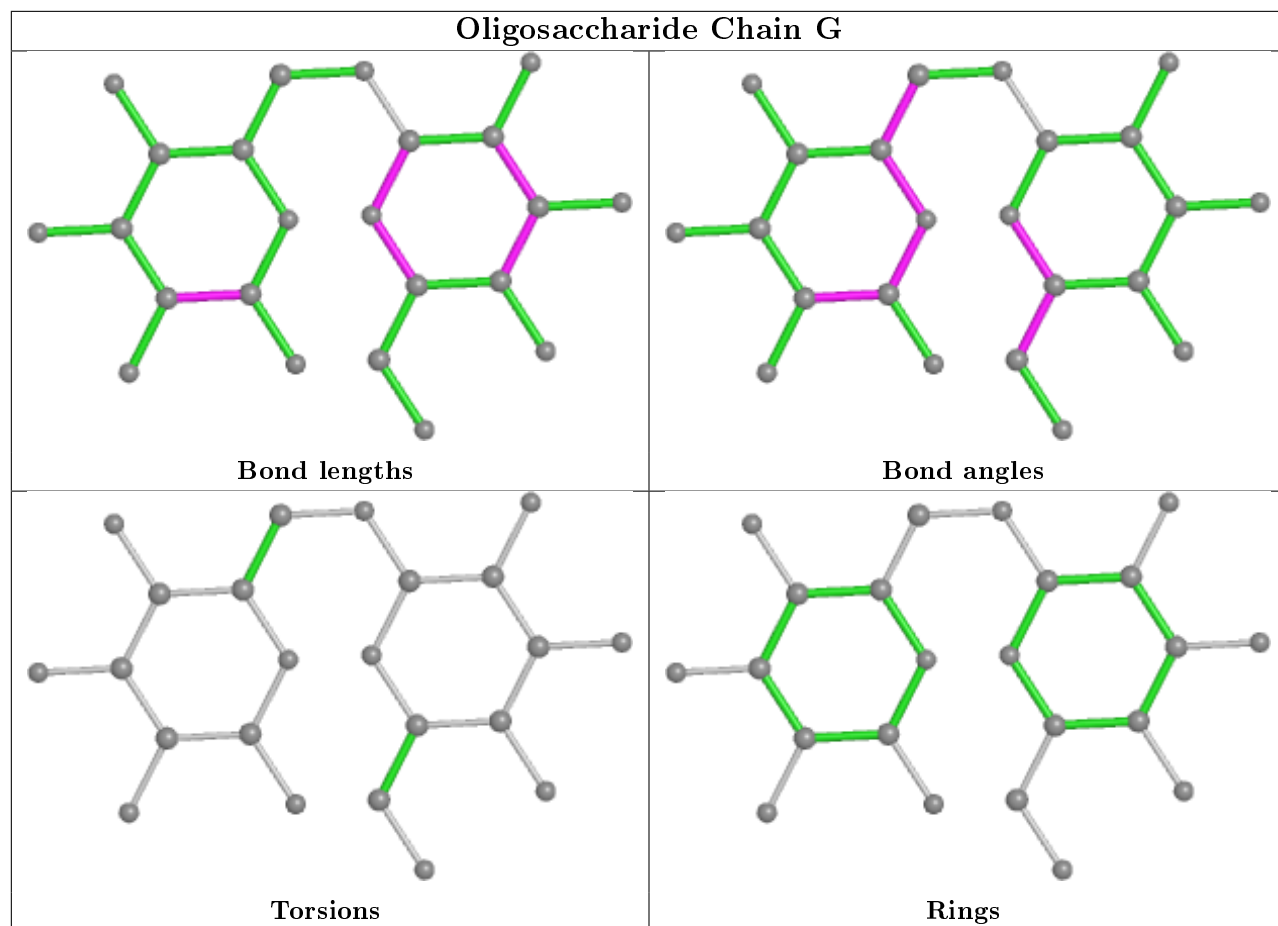 Oligosaccharide Chain G
Bond lengths
Bond angles
Torsions
Rings